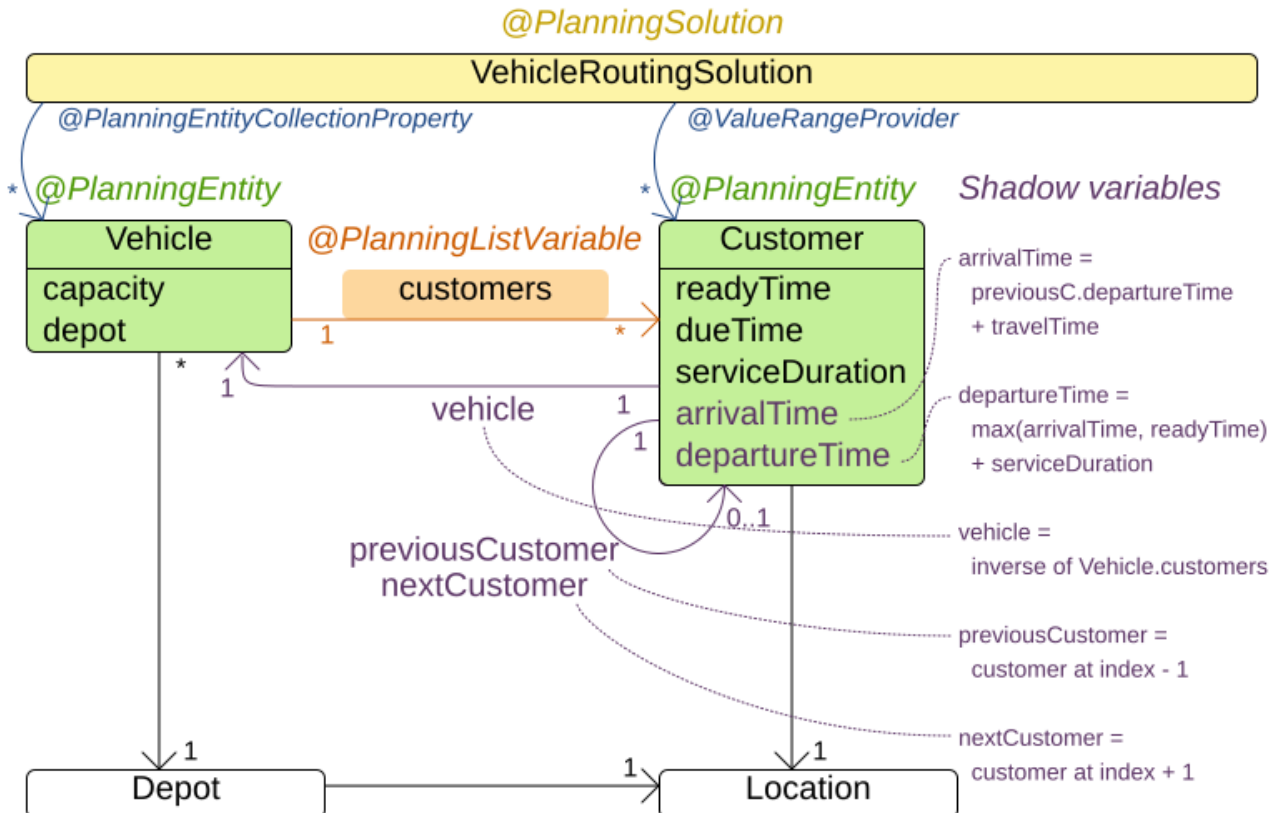 @PlanningSolution
VehicleRoutingSolution
@PlanningEntityCollectionProperty
@ValueRangeProvider
* @PlanningEntity
* @PlanningEntity
Shadow variables
Vehicle
@PlanningListVariable
Customer
capacity
depot
customers
1
*
readyTime
dueTime
serviceDuration
arrivalTime
departureTime
arrivalTime =
previousC.departureTime
+ travelTime
departureTime =
max(arrivalTime, readyTime)
+ serviceDuration
*
1
vehicle
1
1
0..1
previousCustomer
nextCustomer
vehicle =
inverse of Vehicle.customers
previousCustomer =
customer at index - 1
nextCustomer =
customer at index + 1
1
1
1
Depot
Location